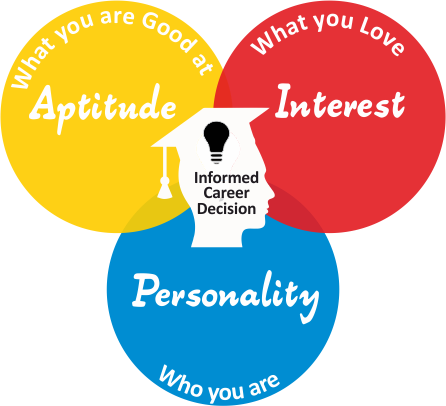 What you are Good at
Aptitude
What you Love
Interest
Informed
Career
Decision
Personality
Who you are